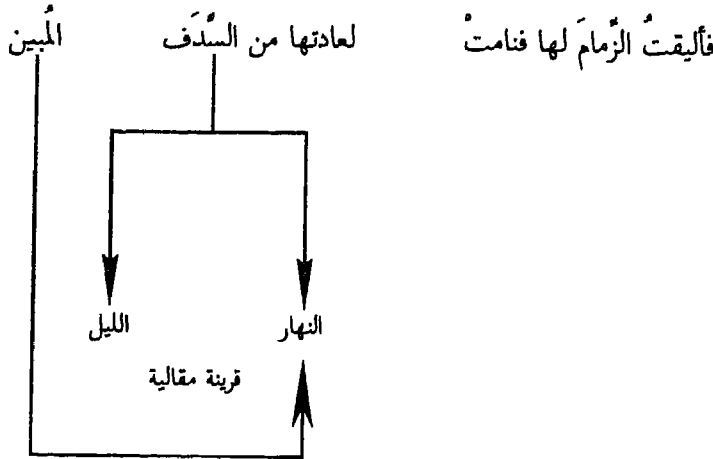 فأليقتُ الزَّمامَ لها فنامتْ لعادتها من السَّدَف المُبين
النهار الليل
قرينة مقالية